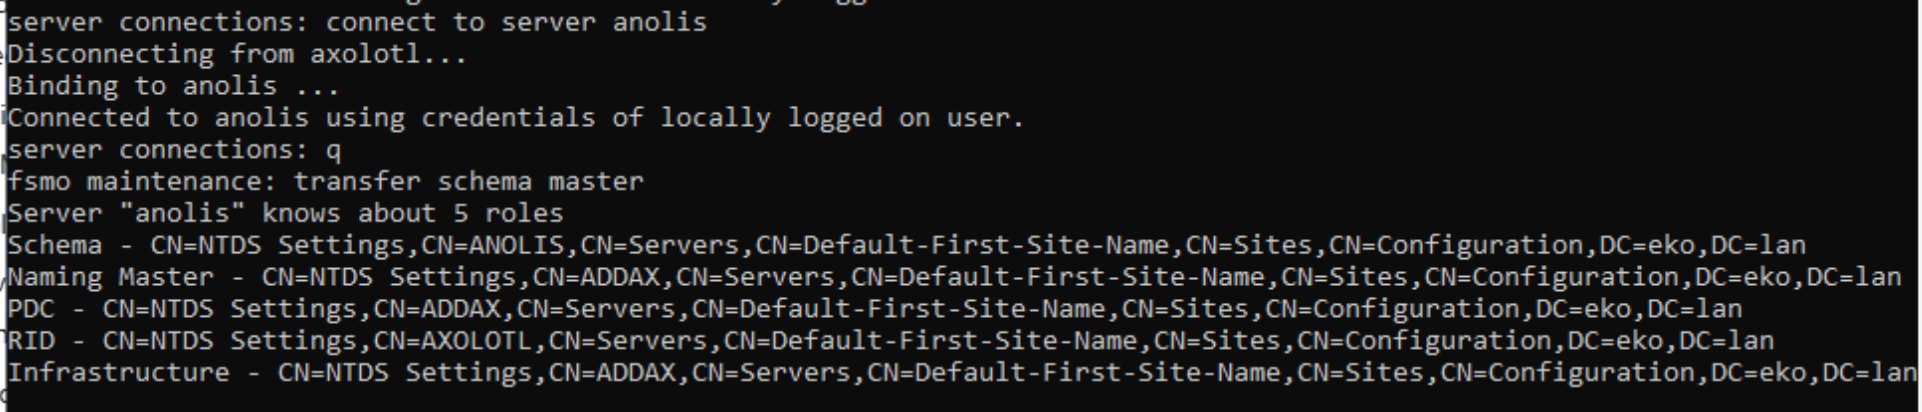 server connections: connect to server anolis
Disconnecting from axolotl...
Binding to anolis ...
Connected to anolis using credentials of locally logged on user.
server connections: q
fsmo maintenance: transfer schema master
Server "anolis" knows about 5 roles
Schema - CN=NTDS Settings,CN=ANOLIS,CN=Servers,CN=Default-First-Site-Name,CN=Sites,CN=Configuration,DC=eko,DC=lan
Naming Master - CN=NTDS Settings,CN=ADDAX,CN=Servers,CN=Default-First-Site-Name,CN=Sites,CN=Configuration,DC=eko,DC=lan
PDC - CN=NTDS Settings,CN=ADDAX,CN=Servers,CN=Default-First-Site-Name,CN=Sites,CN=Configuration,DC=eko,DC=lan
RID - CN=NTDS Settings,CN=AXOLOTL,CN=Servers,CN=Default-First-Site-Name,CN=Sites,CN=Configuration,DC=eko,DC=lan
Infrastructure - CN=NTDS Settings,CN=ADDAX,CN=Servers,CN=Default-First-Site-Name,CN=Sites,CN=Configuration,DC=eko,DC=lan